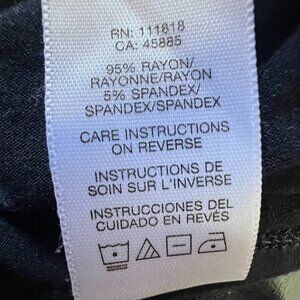 RN: 111818
CA: 45885
95% RAYON/
RAYONNE/RAYON
5% SPANDEX/
SPANDEX/SPANDEX
CARE INSTRUCTIONS
ON REVERSE
INSTRUCTIONS DE
SOIN SUR L'INVERSE
INSTRUCCIONES DEL
CUIDADO EN REVÉS